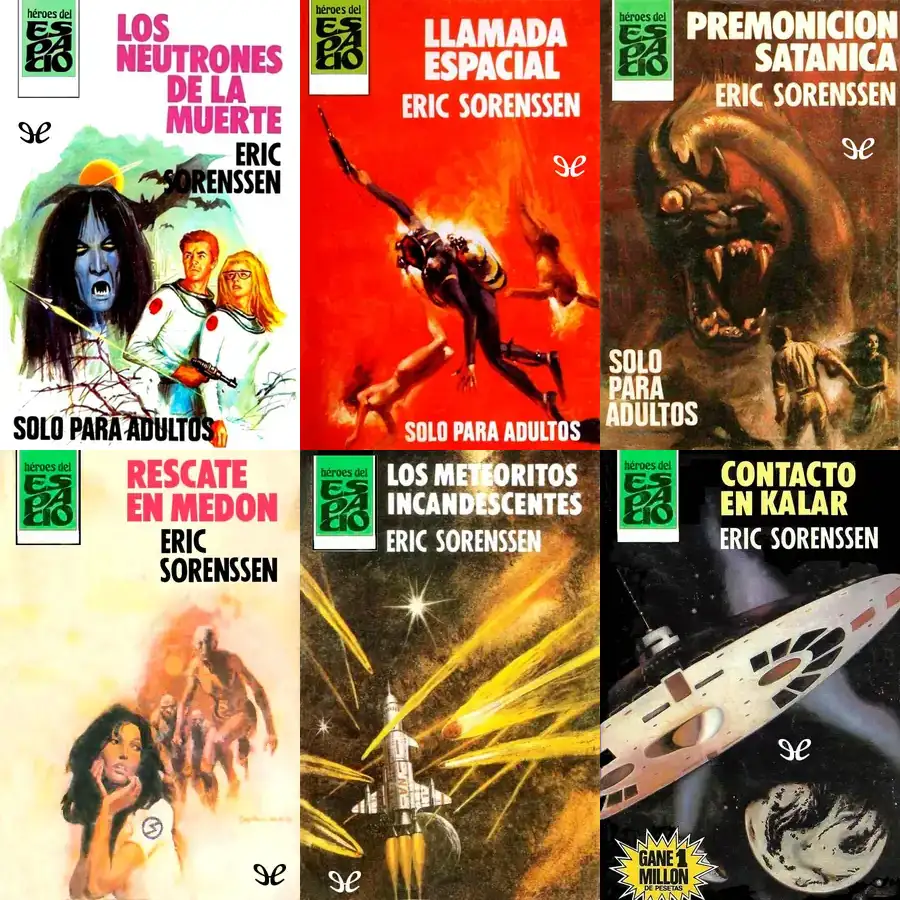 héroes del
ESPACIO
LOS
NEUTRONES
DE LA
MUERTE
ERIC
SORENSSEN
SOLO PARA ADULTOS
héroes del
ESPACIO
LLAMADA
ESPACIAL
ERIC SORENSSEN
SOLO PARA ADULTOS
héroes del
ESPACIO
PREMONICION
SATANICA
ERIC SORENSSEN
SOLO
PARA
ADULTOS
héroes del
ESPACIO
RESCATE
EN MEDON
ERIC
SORENSSEN
héroes del
ESPACIO
LOS METEORITOS
INCANDESCENTES
ERIC SORENSSEN
héroes del
ESPACIO
CONTACTO
EN KALAR
ERIC SORENSSEN
GANE 1
MILLON
DE PESETAS